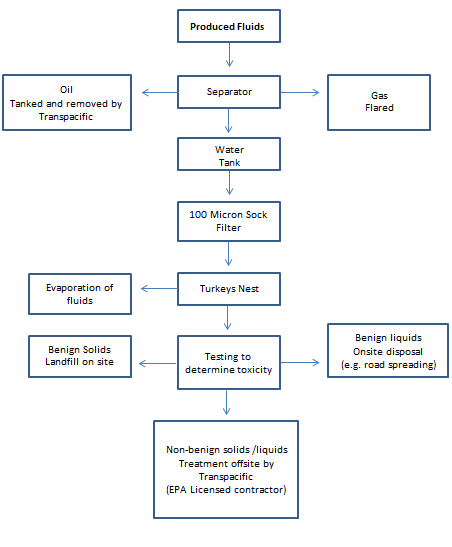 Produced Fluids
Oil
Tanked and removed by
Transpacific
Separator
Gas
Flared
Water
Tank
100 Micron Sock
Filter
Evaporation of
fluids
Turkeys Nest
Benign Solids
Landfill on site
Testing to
determine toxicity
Benign liquids
Onsite disposal
(e.g. road spreading)
Non-benign solids /liquids
Treatment offsite by
Transpacific
(EPA Licensed contractor)